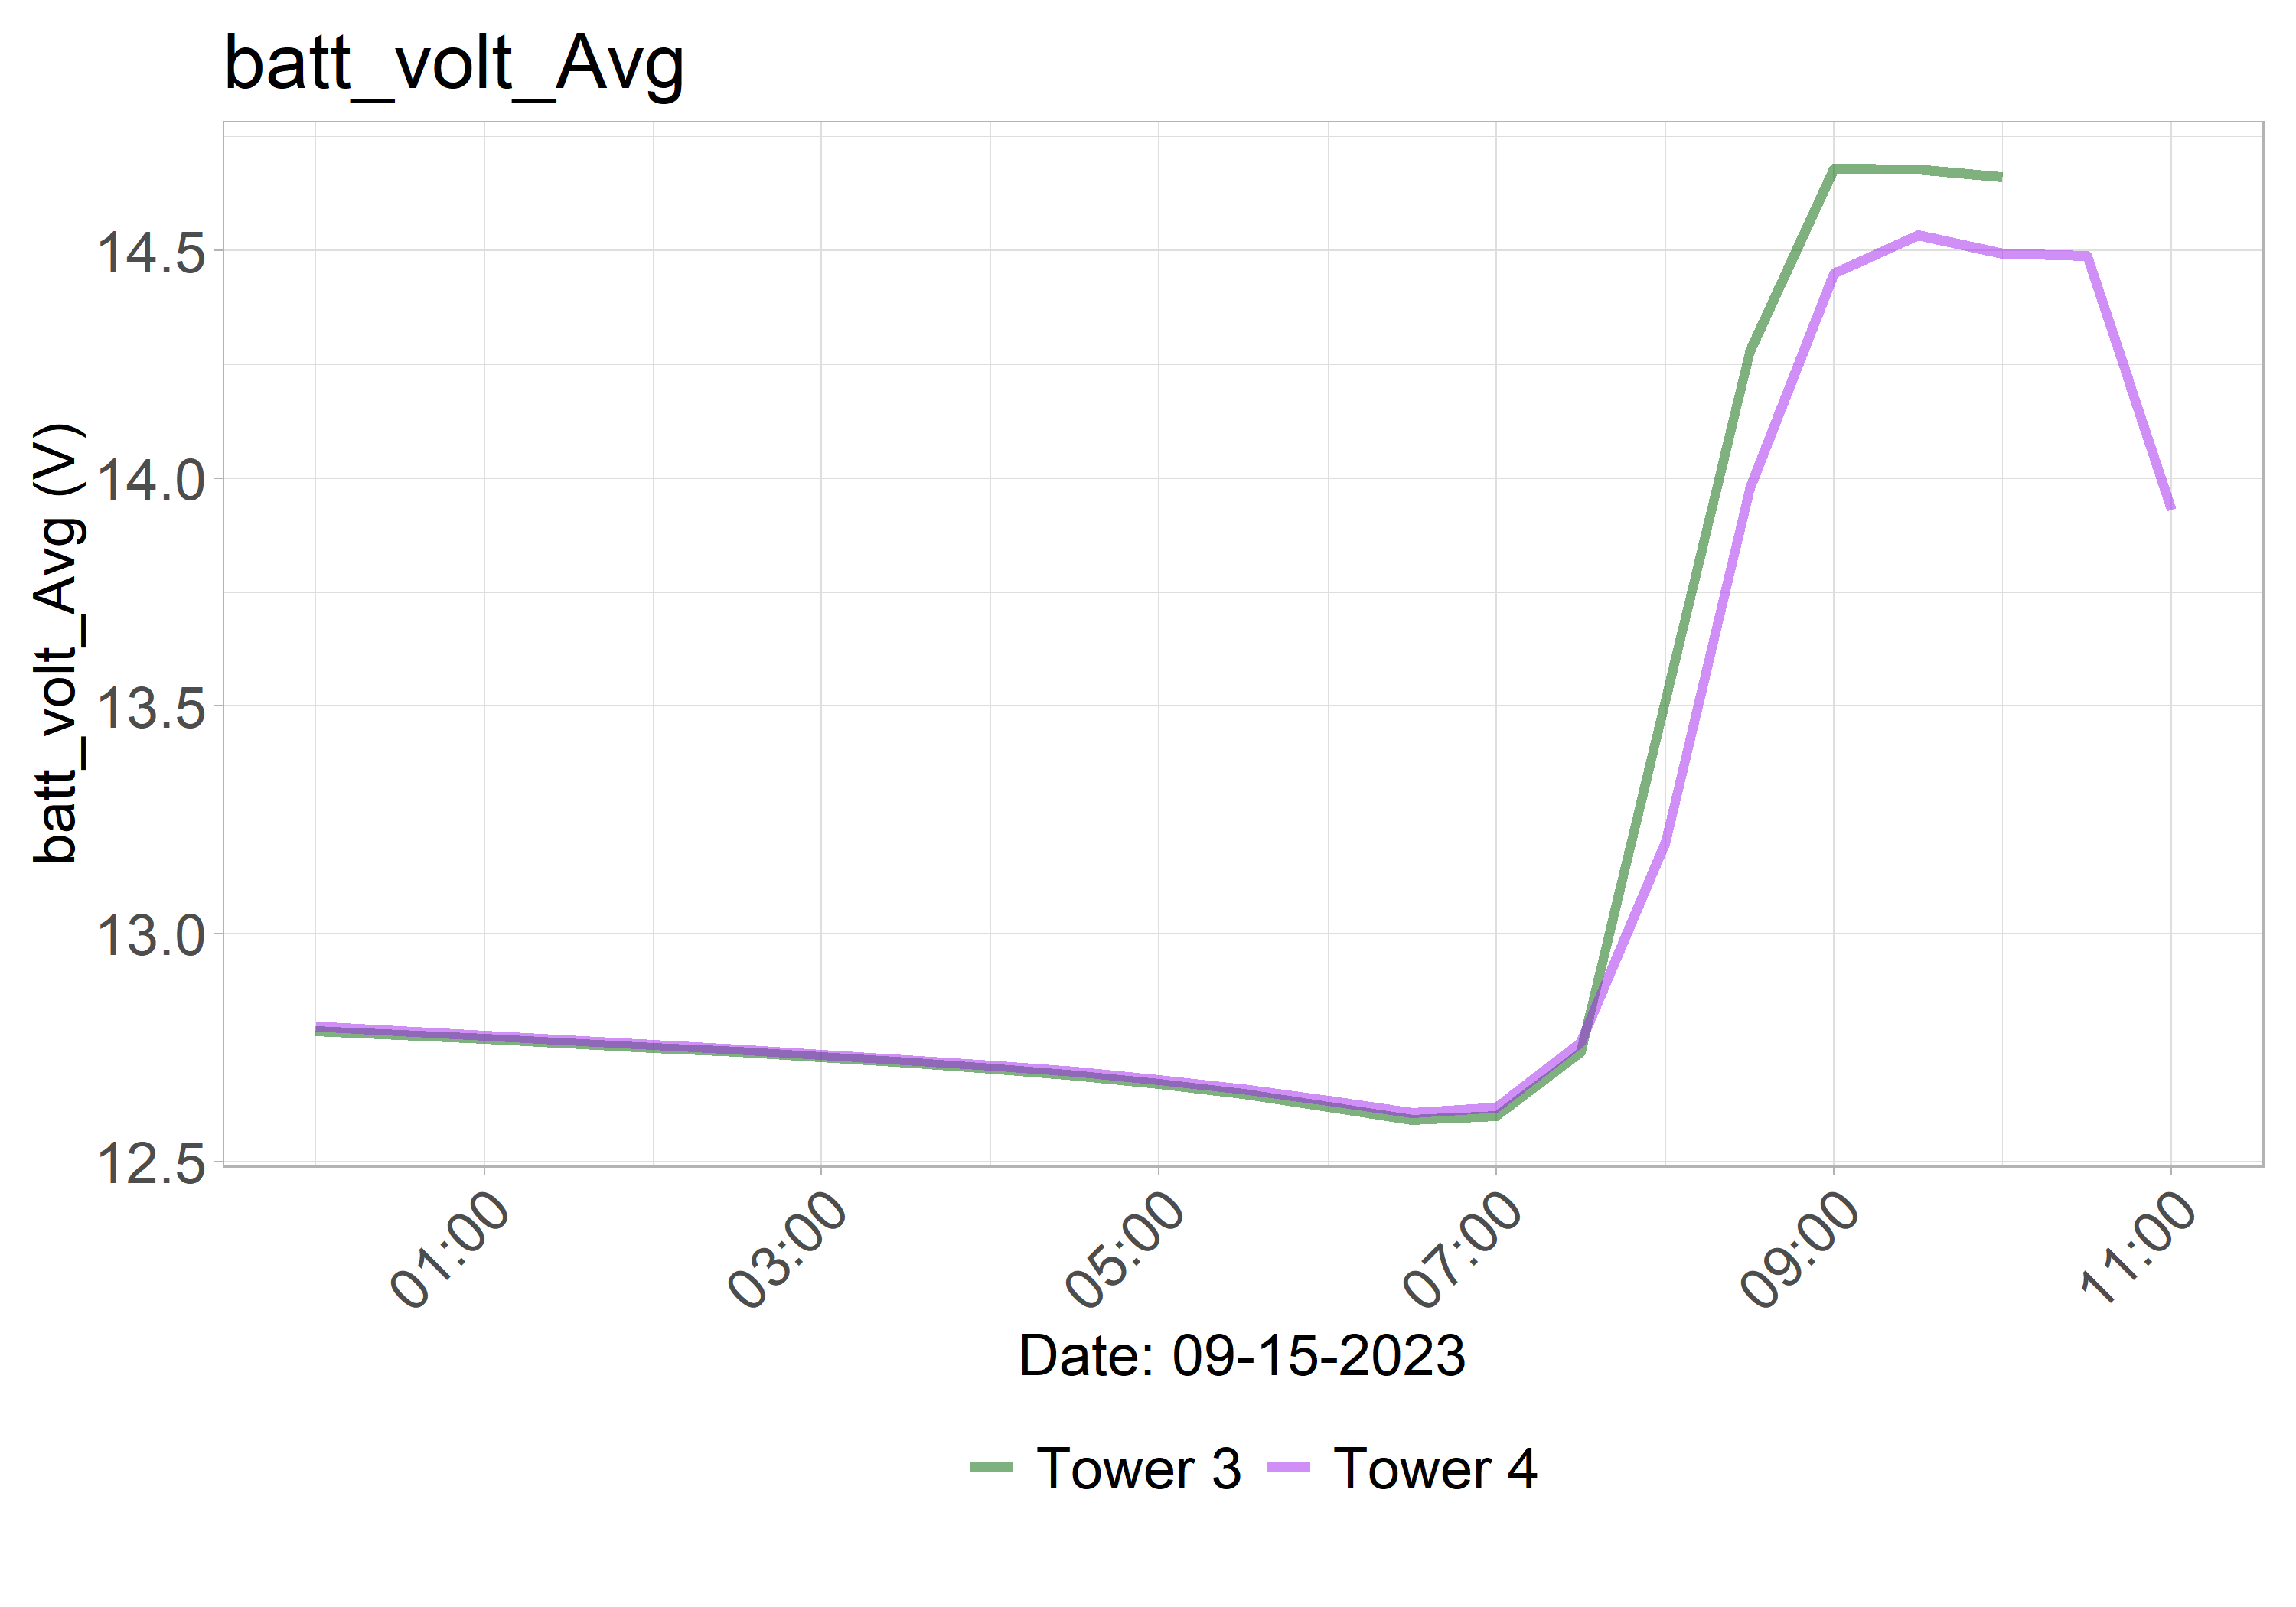 batt_volt_Avg
batt_volt_Avg (V)
14.5
14.0
13.5
13.0
12.5
01:00 03:00 05:00 07:00 09:00 11:00
Date: 09-15-2023
Tower 3 Tower 4